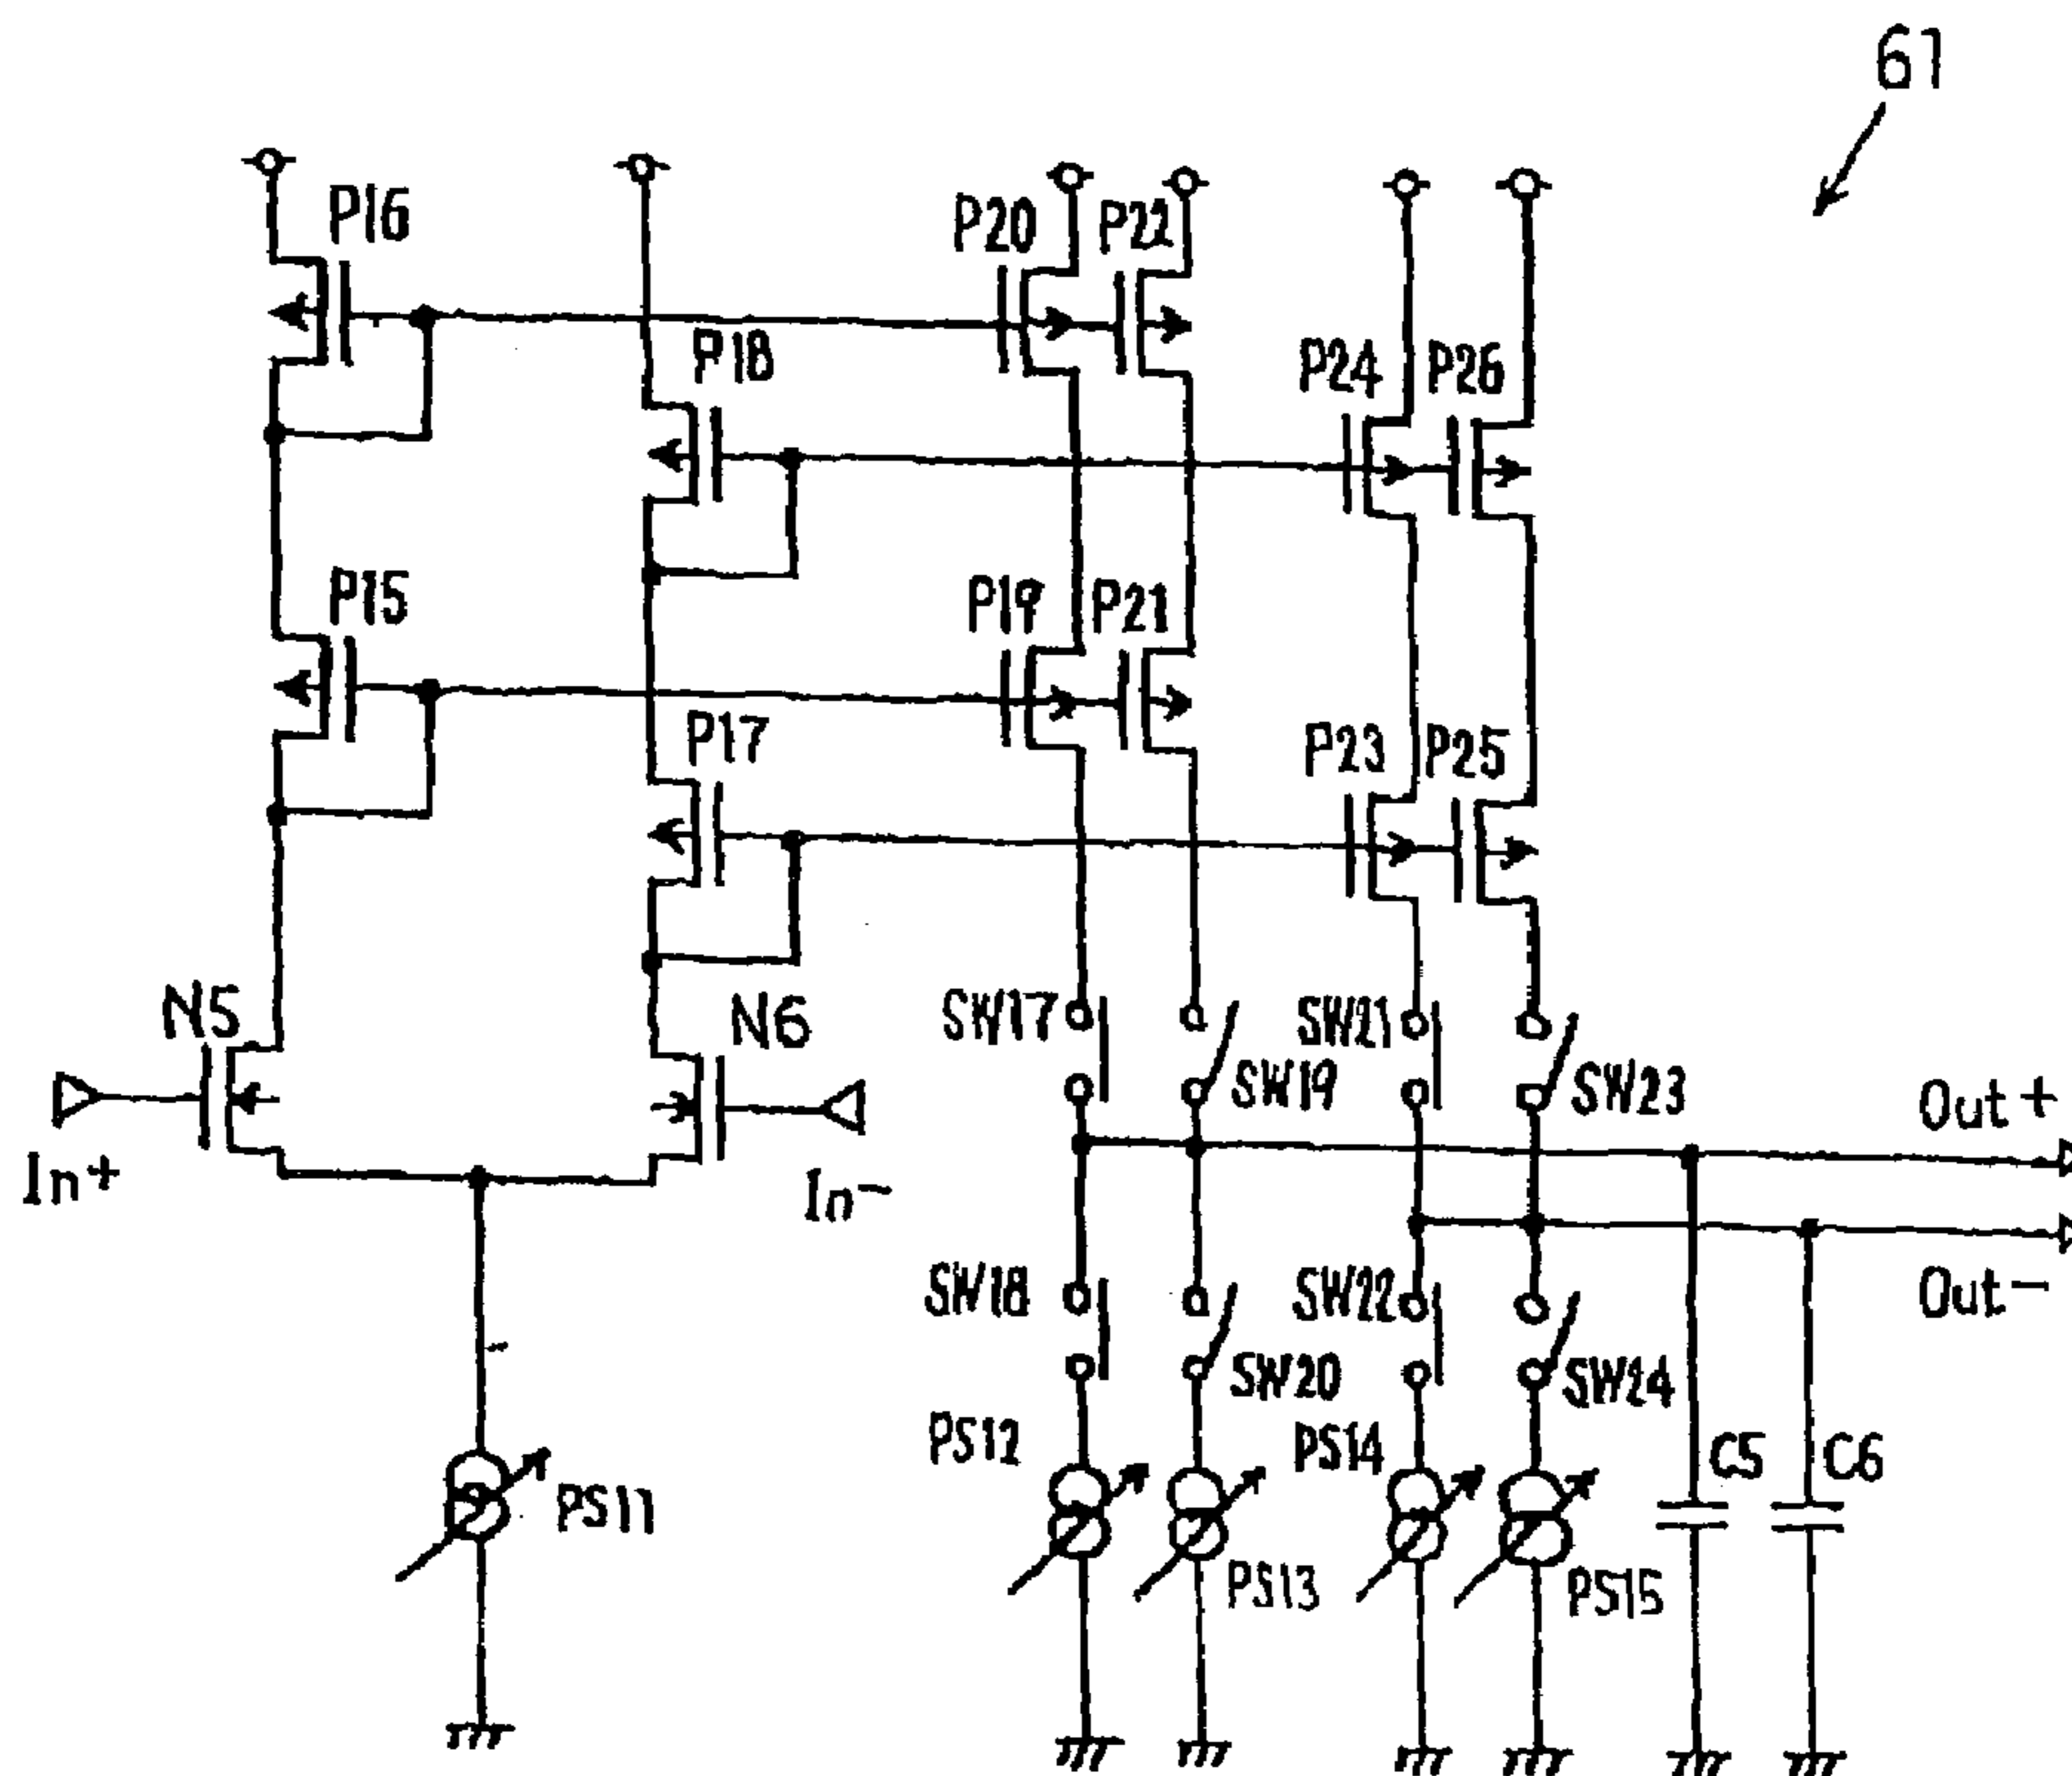 61
P16
P20
P22
P18
P24
P26
P15
P19
P21
P17
P23
P25
N5
N6
SW17
SW21
SW19
SW23
Out+
In+
In-
SW18
SW22
Out-
SW20
SW24
PS12
PS14
C5
C6
PS11
PS13
PS15